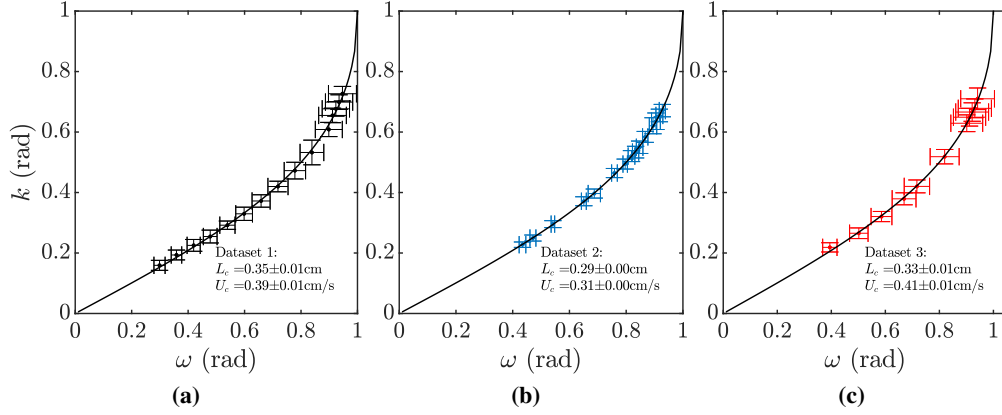 1
0.8
0.6
0.4
0.2
0
k (rad)
0 0.2 0.4 0.6 0.8 1
ω (rad)
Dataset 1:
L_c =0.35±0.01cm
U_c =0.39±0.01cm/s
(a)
1
0.8
0.6
0.4
0.2
0
0 0.2 0.4 0.6 0.8 1
ω (rad)
Dataset 2:
L_c =0.29±0.00cm
U_c =0.31±0.00cm/s
(b)
1
0.8
0.6
0.4
0.2
0
0 0.2 0.4 0.6 0.8 1
ω (rad)
Dataset 3:
L_c =0.33±0.01cm
U_c =0.41±0.01cm/s
(c)